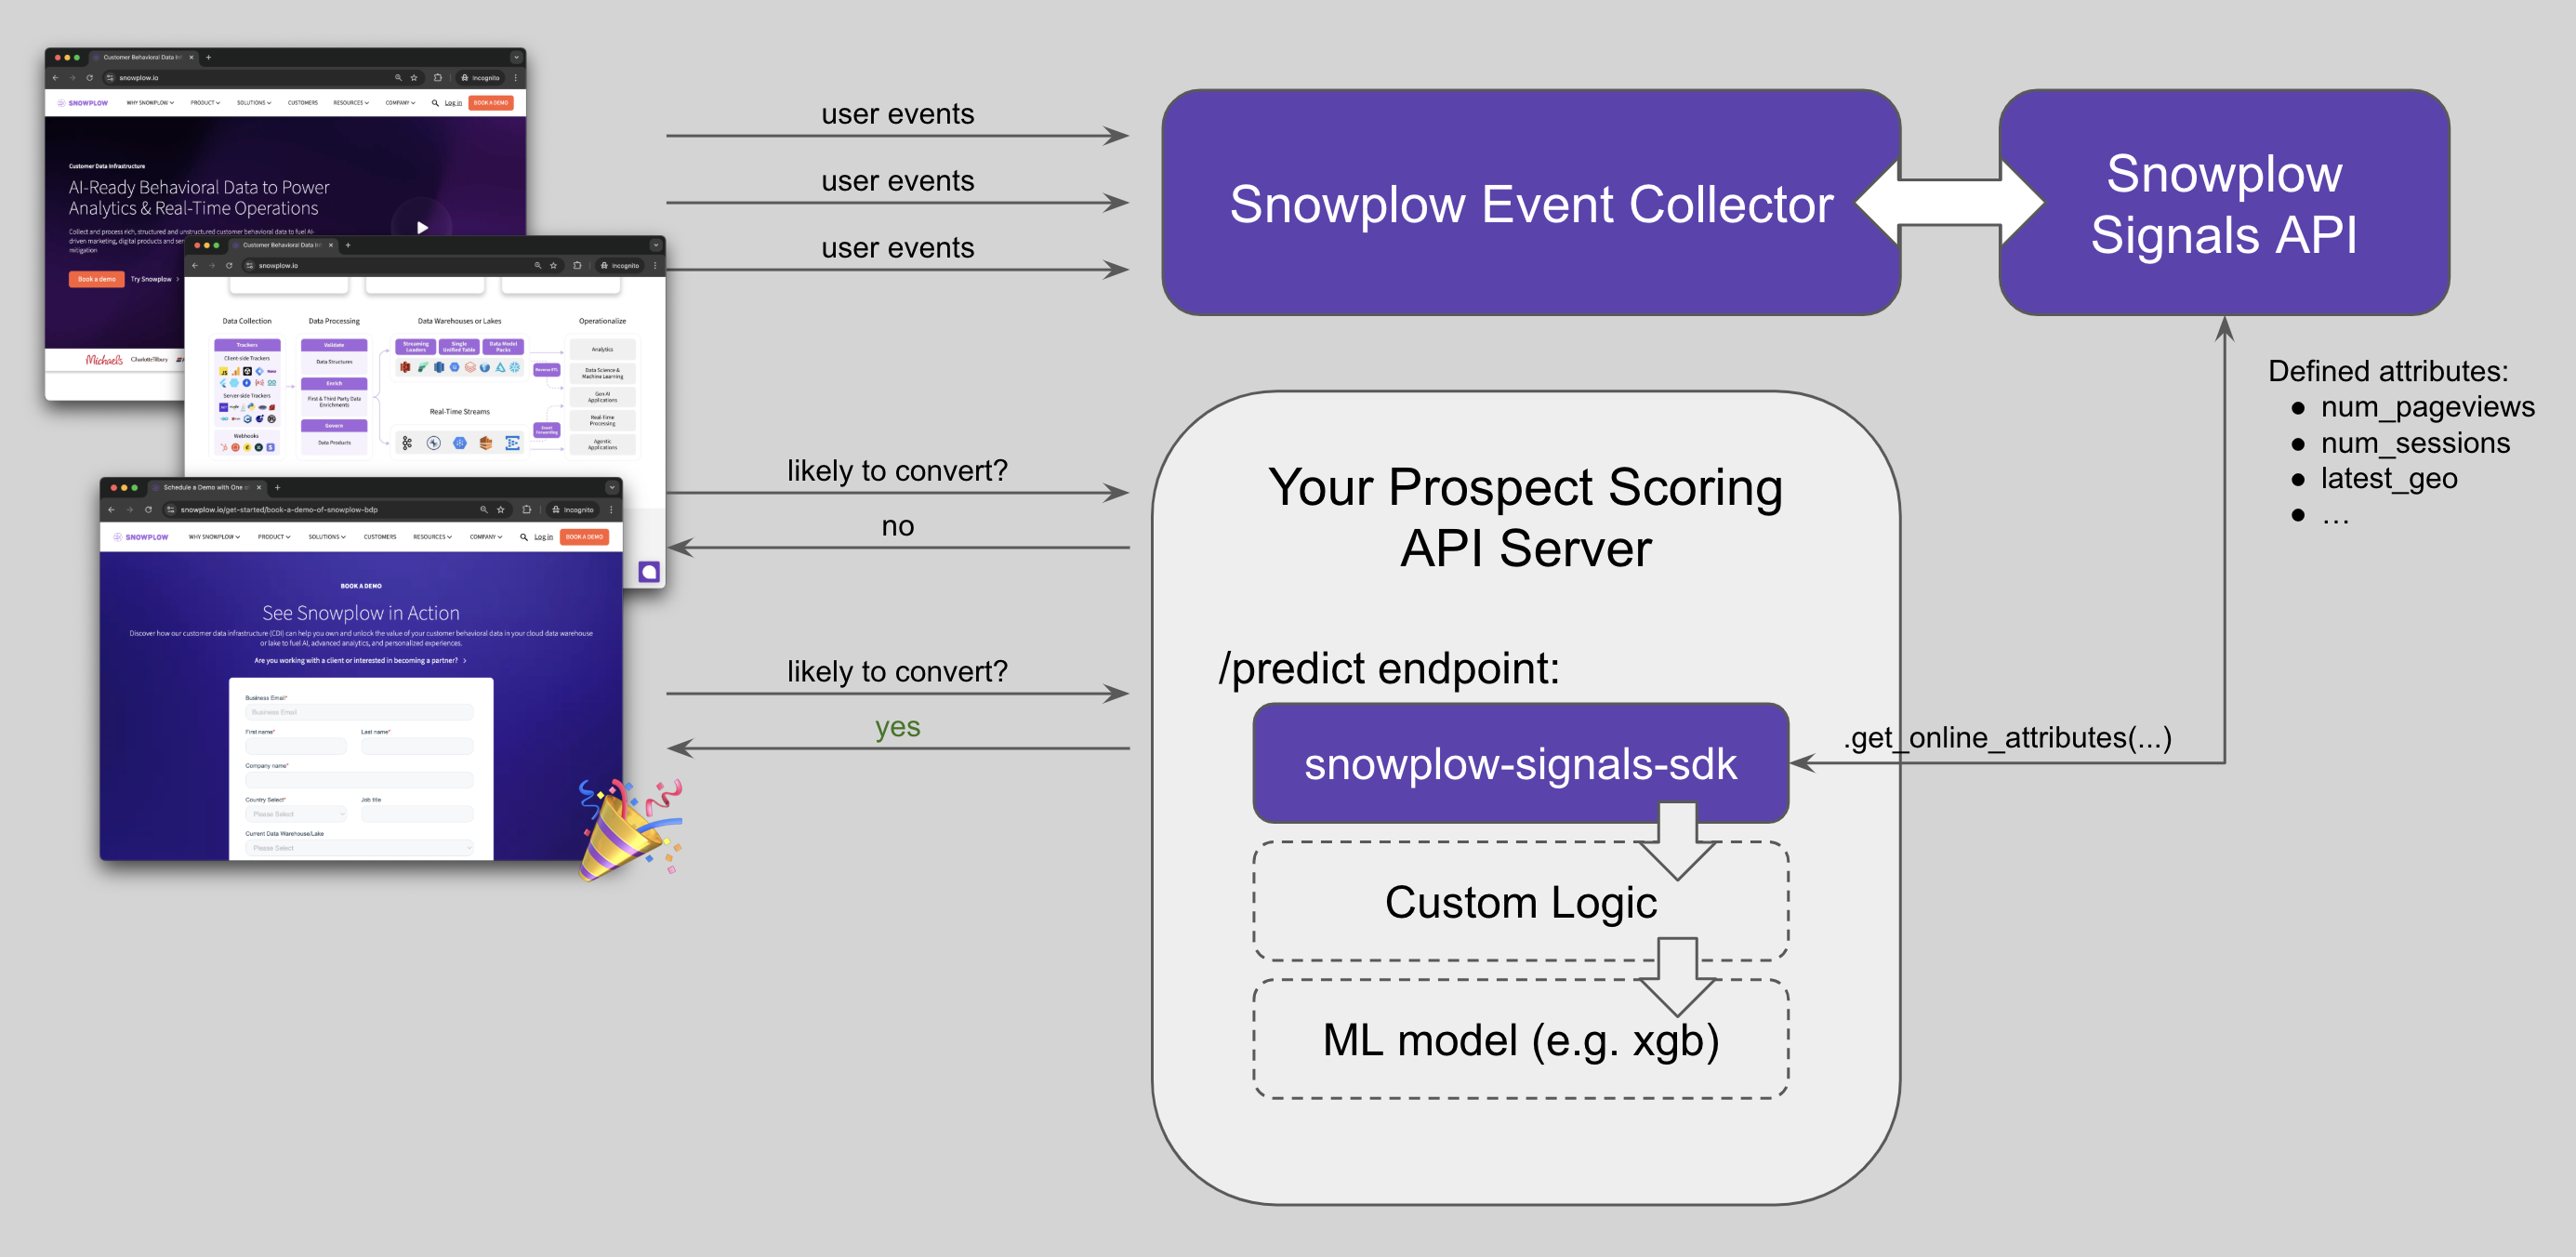 Customer Behavioral Data Inf
snowplow.io
Incognito
SNOWPLOW
WHY SNOWPLOW
PRODUCT
SOLUTIONS
CUSTOMERS
RESOURCES
COMPANY
Log in
BOOK A DEMO
Customer Data Infrastructure
AI-Ready Behavioral Data to Power
Analytics & Real-Time Operations
Collect and process rich, structured and unstructured customer behavioral data to fuel AI-
driven marketing, digital products and ser
mitigation
Book a demo
Try Snowplow
Michaels
Charlotte Tilbury
Customer Behavioral Data Inf
snowplow.io
Incognito
Data Collection
Data Processing
Data Warehouses or Lakes
Operationalize
Trackers
Client-side Trackers
Server-side Trackers
Webhooks
Validate
Data Structures
Enrich
First & Third Party Data
Enrichments
Govern
Data Products
Streaming
Loaders
Single
Unified Table
Data Model
Packs
Reverse ETL
Real-Time Streams
Event
Forwarding
Analytics
Data Science &
Machine Learning
Gen AI
Applications
Real-Time
Processing
Agentic
Applications
Schedule a Demo with One o
snowplow.io/get-started/book-a-demo-of-snowplow-bdp
Incognito
SNOWPLOW
WHY SNOWPLOW
PRODUCT
SOLUTIONS
CUSTOMERS
RESOURCES
COMPANY
Log in
BOOK A DEMO
BOOK A DEMO
See Snowplow in Action
Discover how our customer data infrastructure (CDI) can help you own and unlock the value of your customer behavioral data in your cloud data warehouse
or lake to fuel AI, advanced analytics, and personalized experiences.
Are you working with a client or interested in becoming a partner?
Business Email*
Business Email
First name*
Last name*
Company name*
Country Select*
Job title
Please Select
Current Data Warehouse/Lake
Please Select
user events
user events
user events
likely to convert?
no
likely to convert?
yes
Snowplow Event Collector
Snowplow
Signals API
Defined attributes:
● num_pageviews
● num_sessions
● latest_geo
● …
Your Prospect Scoring
API Server
/predict endpoint:
snowplow-signals-sdk
.get_online_attributes(...)
Custom Logic
ML model (e.g. xgb)